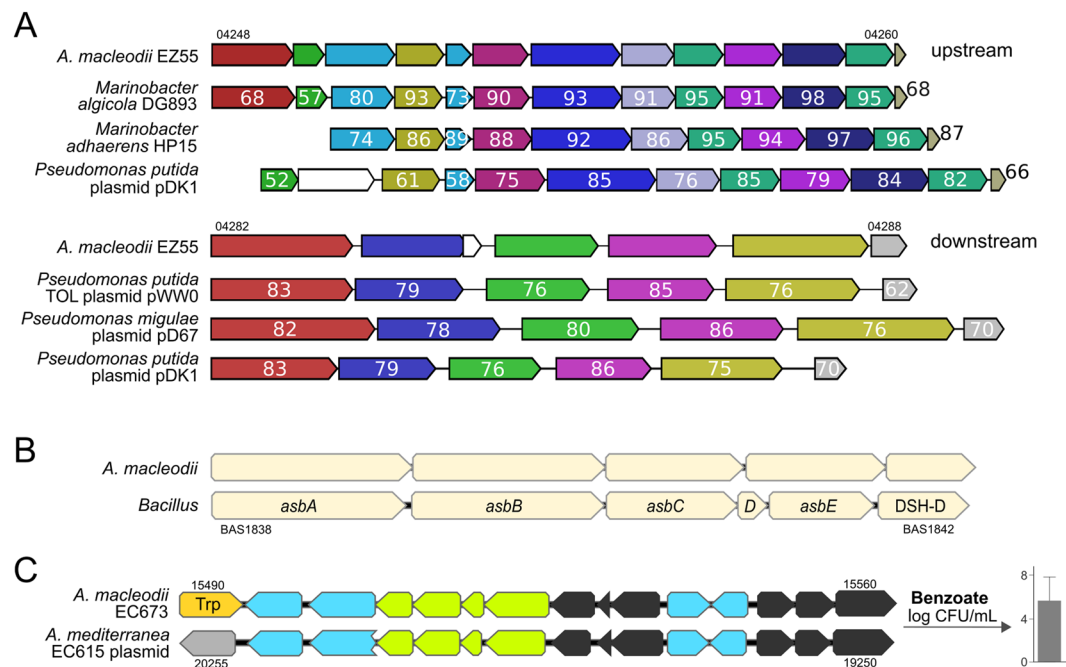 A
04248
04260
A. macleodii EZ55
upstream
Marinobacter
algicola DG893
68 57 80 93 73 90 93 91 95 91 98 95 68
Marinobacter
adhaerens HP15
74 86 89 88 92 86 95 94 97 96 87
Pseudomonas putida
plasmid pDK1
52 61 58 75 85 76 85 79 84 82 66
04282
04288
A. macleodii EZ55
downstream
Pseudomonas putida
TOL plasmid pWW0
83 79 76 85 76 62
Pseudomonas migulae
plasmid pD67
82 78 80 86 76 70
Pseudomonas putida
plasmid pDK1
83 79 76 86 75 70
B
A. macleodii
Bacillus
asbA asbB asbC D asbE DSH-D
BAS1838
BAS1842
C
15490
15560
A. macleodii
EC673
Trp
A. mediterranea
EC615 plasmid
20255
19250
Benzoate
log CFU/mL
8
4
0